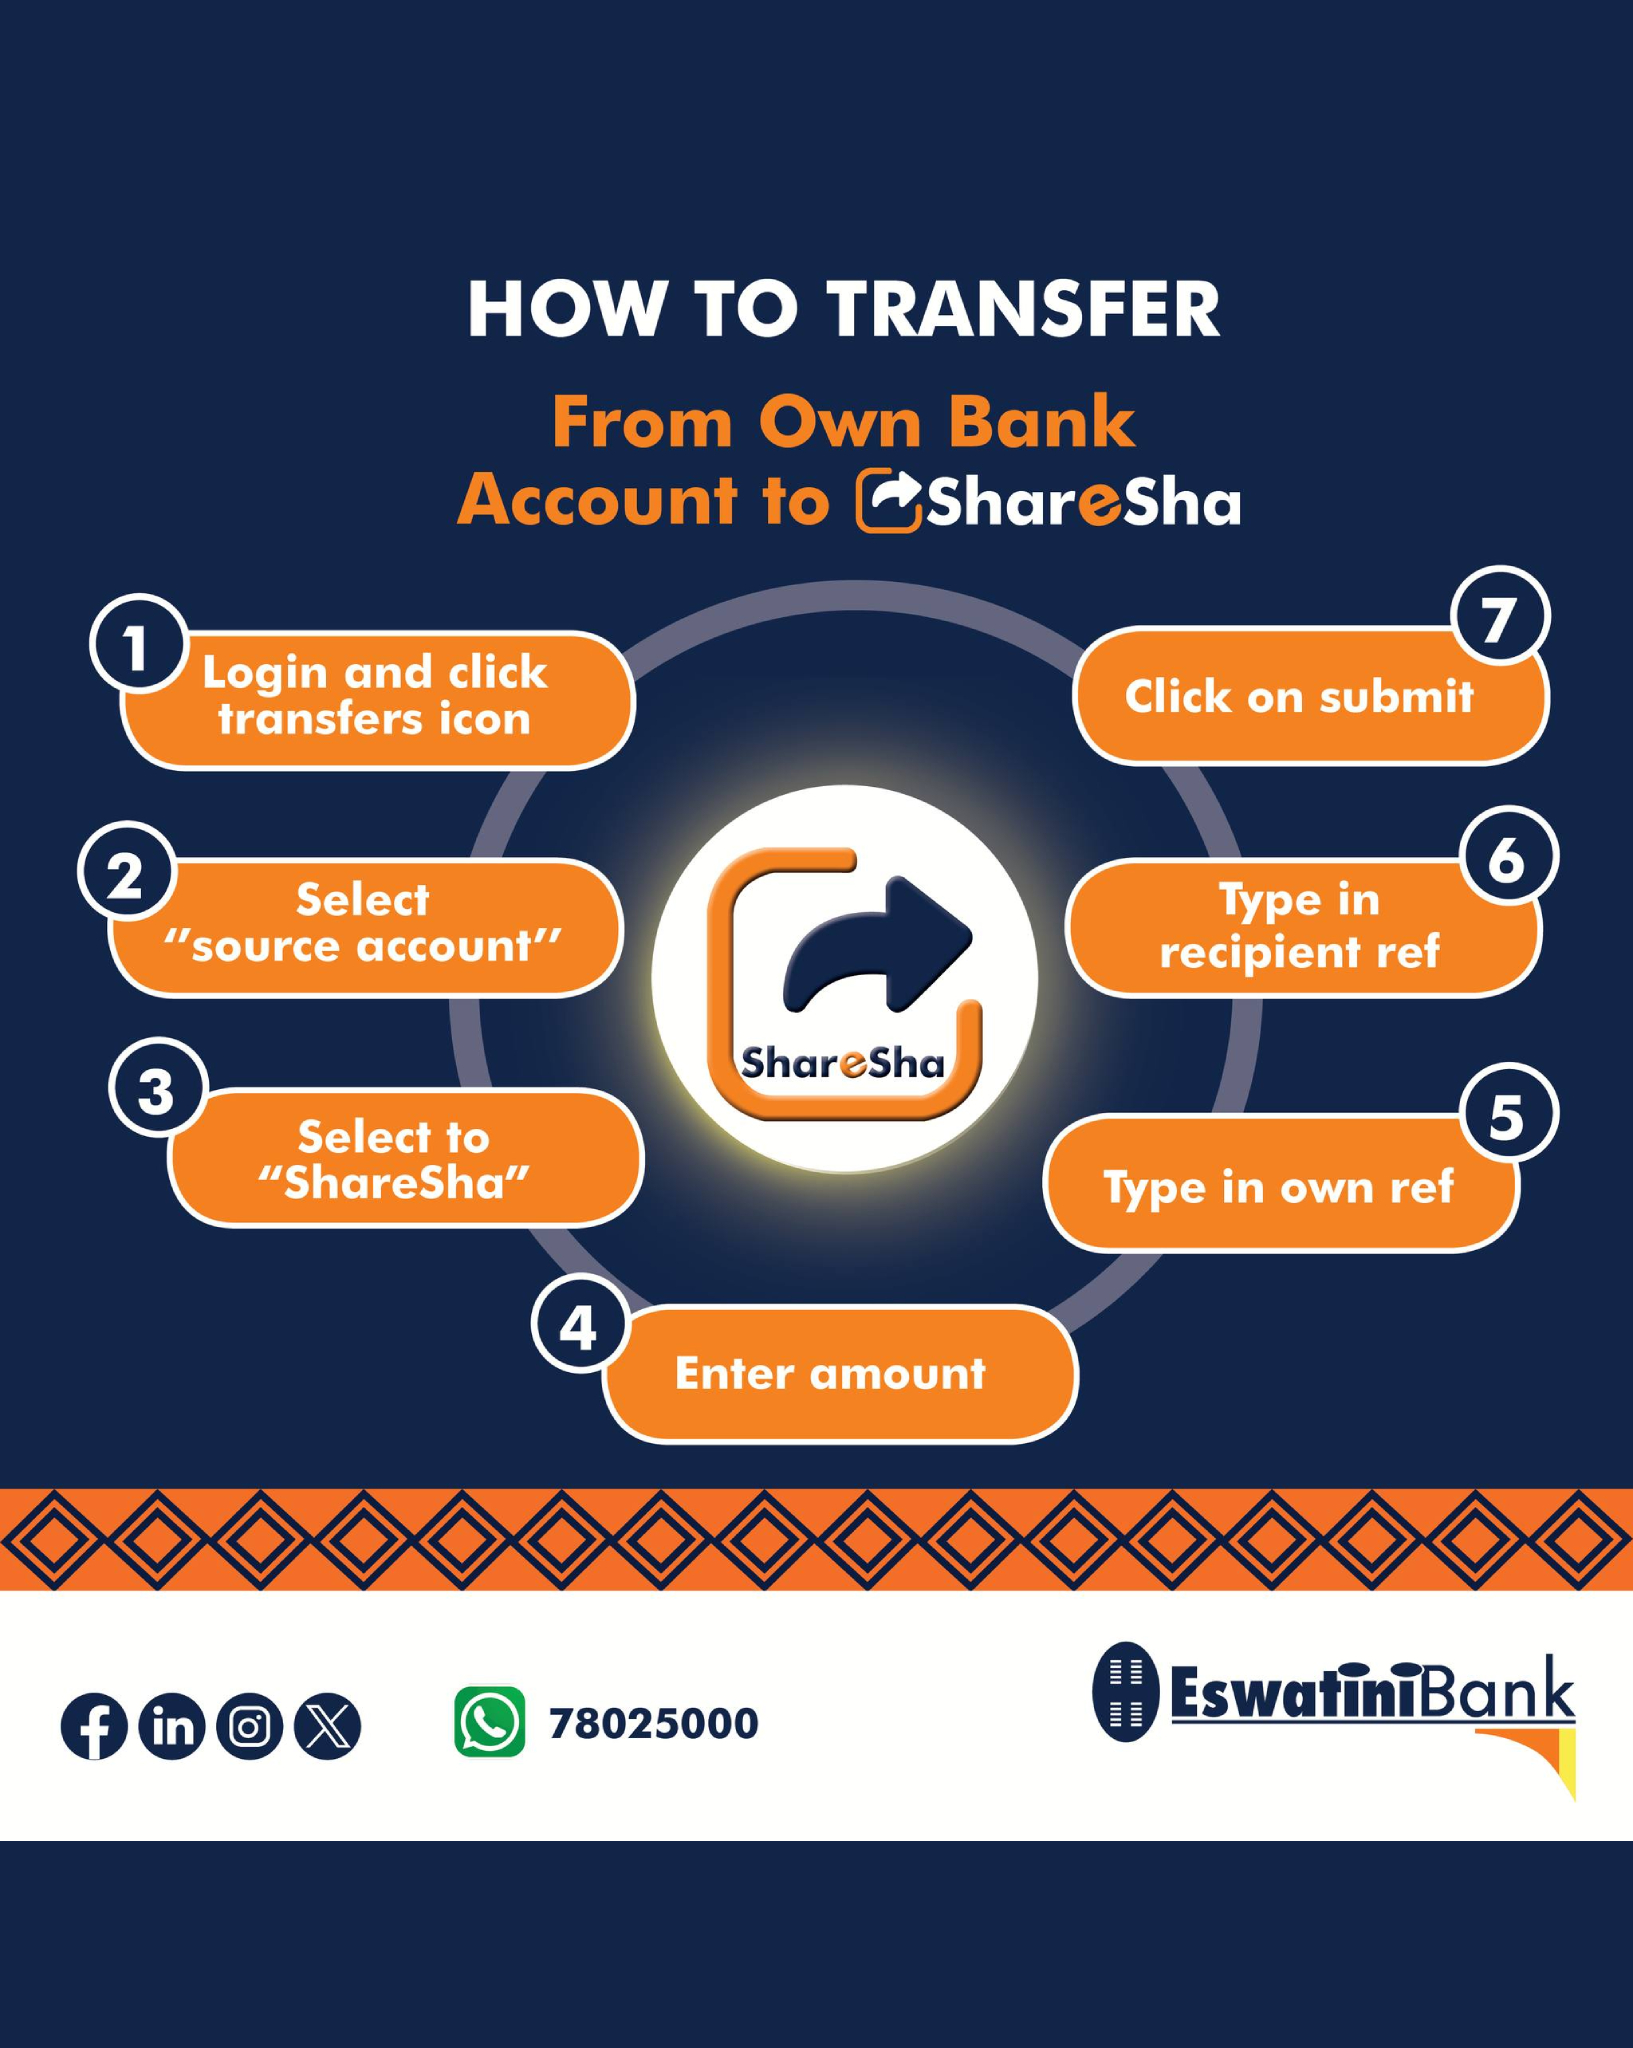 HOW TO TRANSFER
From Own Bank
Account to ShareSha
1
Login and click
transfers icon
2
Select
"source account"
3
Select to
“ShareSha”
4
Enter amount
5
Type in own ref
6
Type in
recipient ref
7
Click on submit
ShareSha
78025000
EswatiniBank